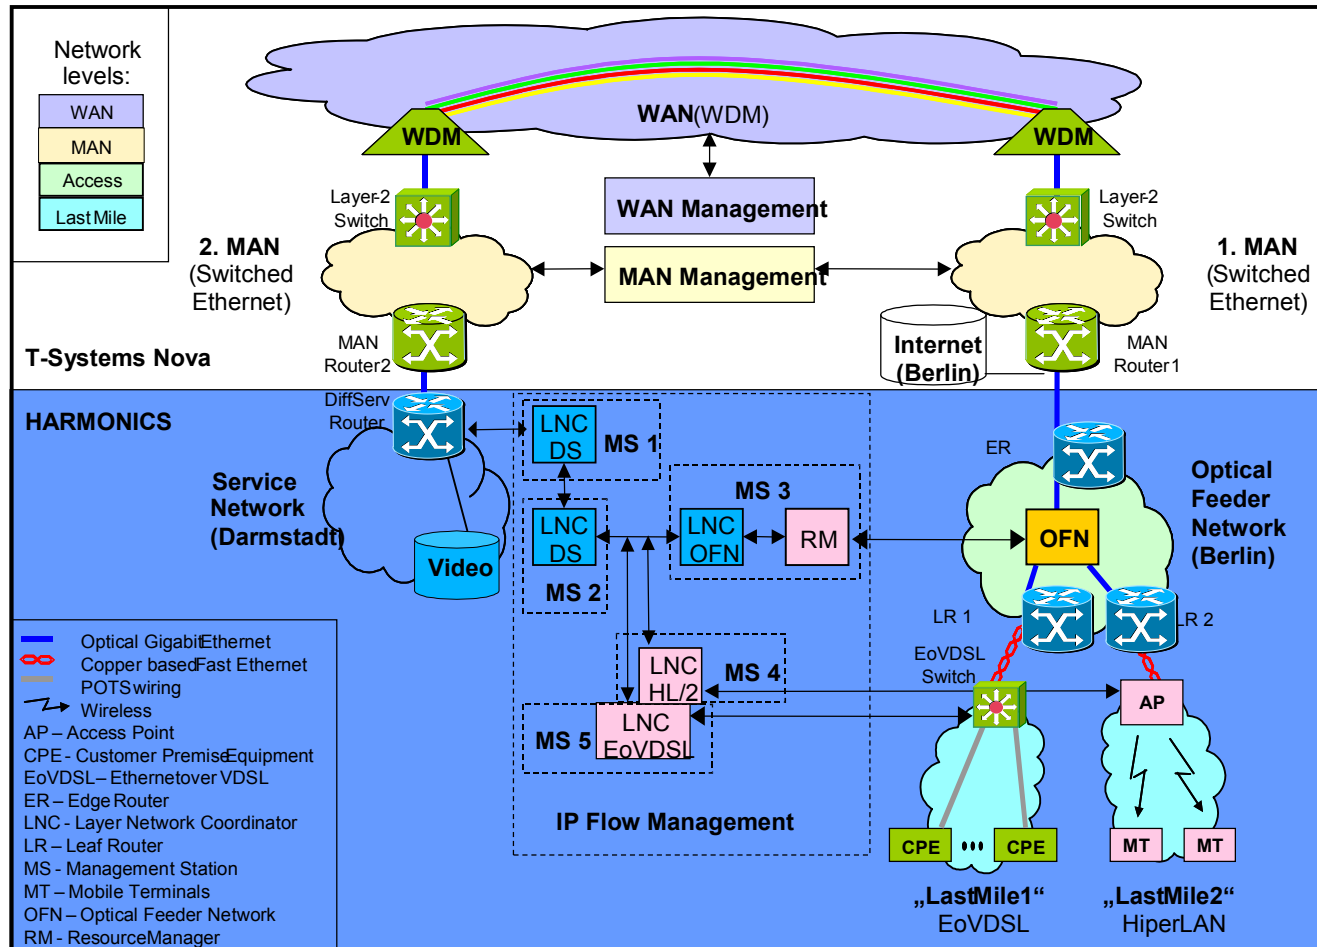 Network
levels:
WAN
MAN
Access
Last Mile
WDM
WAN(WDM)
WDM
Layer-2
Switch
WAN Management
Layer-2
Switch
2. MAN
(Switched
Ethernet)
MAN Management
1. MAN
(Switched
Ethernet)
MAN
Router2
Internet
(Berlin)
MAN
Router1
T-Systems Nova
HARMONICS
DiffServ
Router
LNC
DS
MS 1
ER
Service
Network
(Darmstadt)
Video
LNC
DS
MS 2
MS 3
LNC
OFN
RM
OFN
Optical
Feeder
Network
(Berlin)
LR 1
LR 2
EoVDSL
Switch
LNC
HL/2
MS 4
AP
MS 5
LNC
EoVDSL
IP Flow Management
CPE
CPE
MT
MT
„LastMile1“
EoVDSL
„LastMile2“
HiperLAN
Optical Gigabit Ethernet
Copper based Fast Ethernet
POTS wiring
Wireless
AP – Access Point
CPE - Customer Premise Equipment
EoVDSL – Ethernet over VDSL
ER – Edge Router
LNC - Layer Network Coordinator
LR – Leaf Router
MS - Management Station
MT – Mobile Terminals
OFN – Optical Feeder Network
RM – ResourceManager